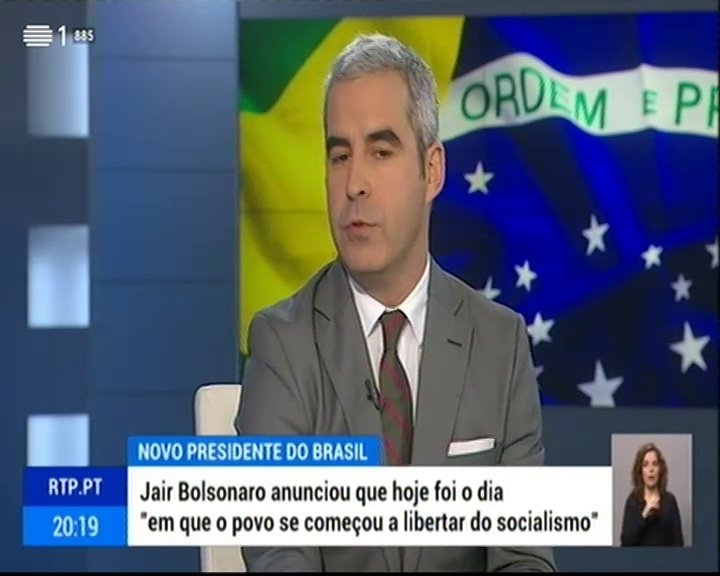 1 885
ORDEM E PR
NOVO PRESIDENTE DO BRASIL
RTP.PT
Jair Bolsonaro anunciou que hoje foi o dia
20:19
"em que o povo se começou a libertar do socialismo"